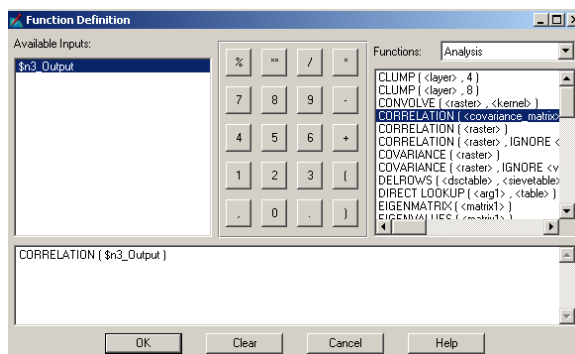 Function Definition
Available Inputs:
$n3_Output
% ** / *
7 8 9 -
4 5 6 +
1 2 3 (
, 0 . )
Functions: Analysis
CLUMP ( <layer> , 4 )
CLUMP ( <layer> , 8 )
CONVOLVE ( <raster> , <kernel> )
CORRELATION ( <covariance_matrix>
CORRELATION ( <raster> )
CORRELATION ( <raster> , IGNORE <
COVARIANCE ( <raster> )
COVARIANCE ( <raster> , IGNORE <v
DELROWS ( <dsctable> , <sievetable>
DIRECT LOOKUP ( <arg1> , <table> )
EIGENMATRIX ( <matrix1> )
EIGENVALUES ( <matrix1> )
CORRELATION ( $n3_Output )
OK Clear Cancel Help